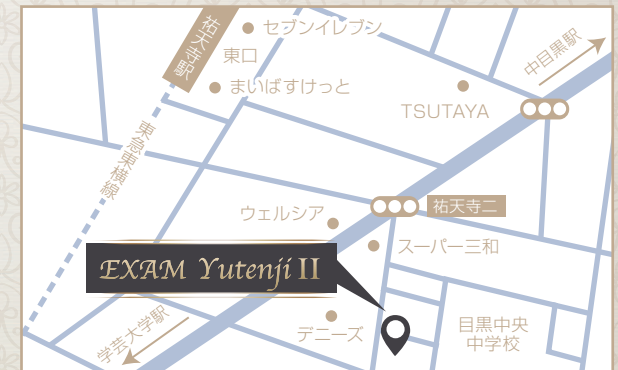 セブンイレブン
祐天寺駅
東口
まいばすけっと
中目黒駅
TSUTAYA
東急東横線
祐天寺二
ウェルシア
スーパー三和
EXAM Yutenji II
デニーズ
目黒中央
中学校
学芸大学駅